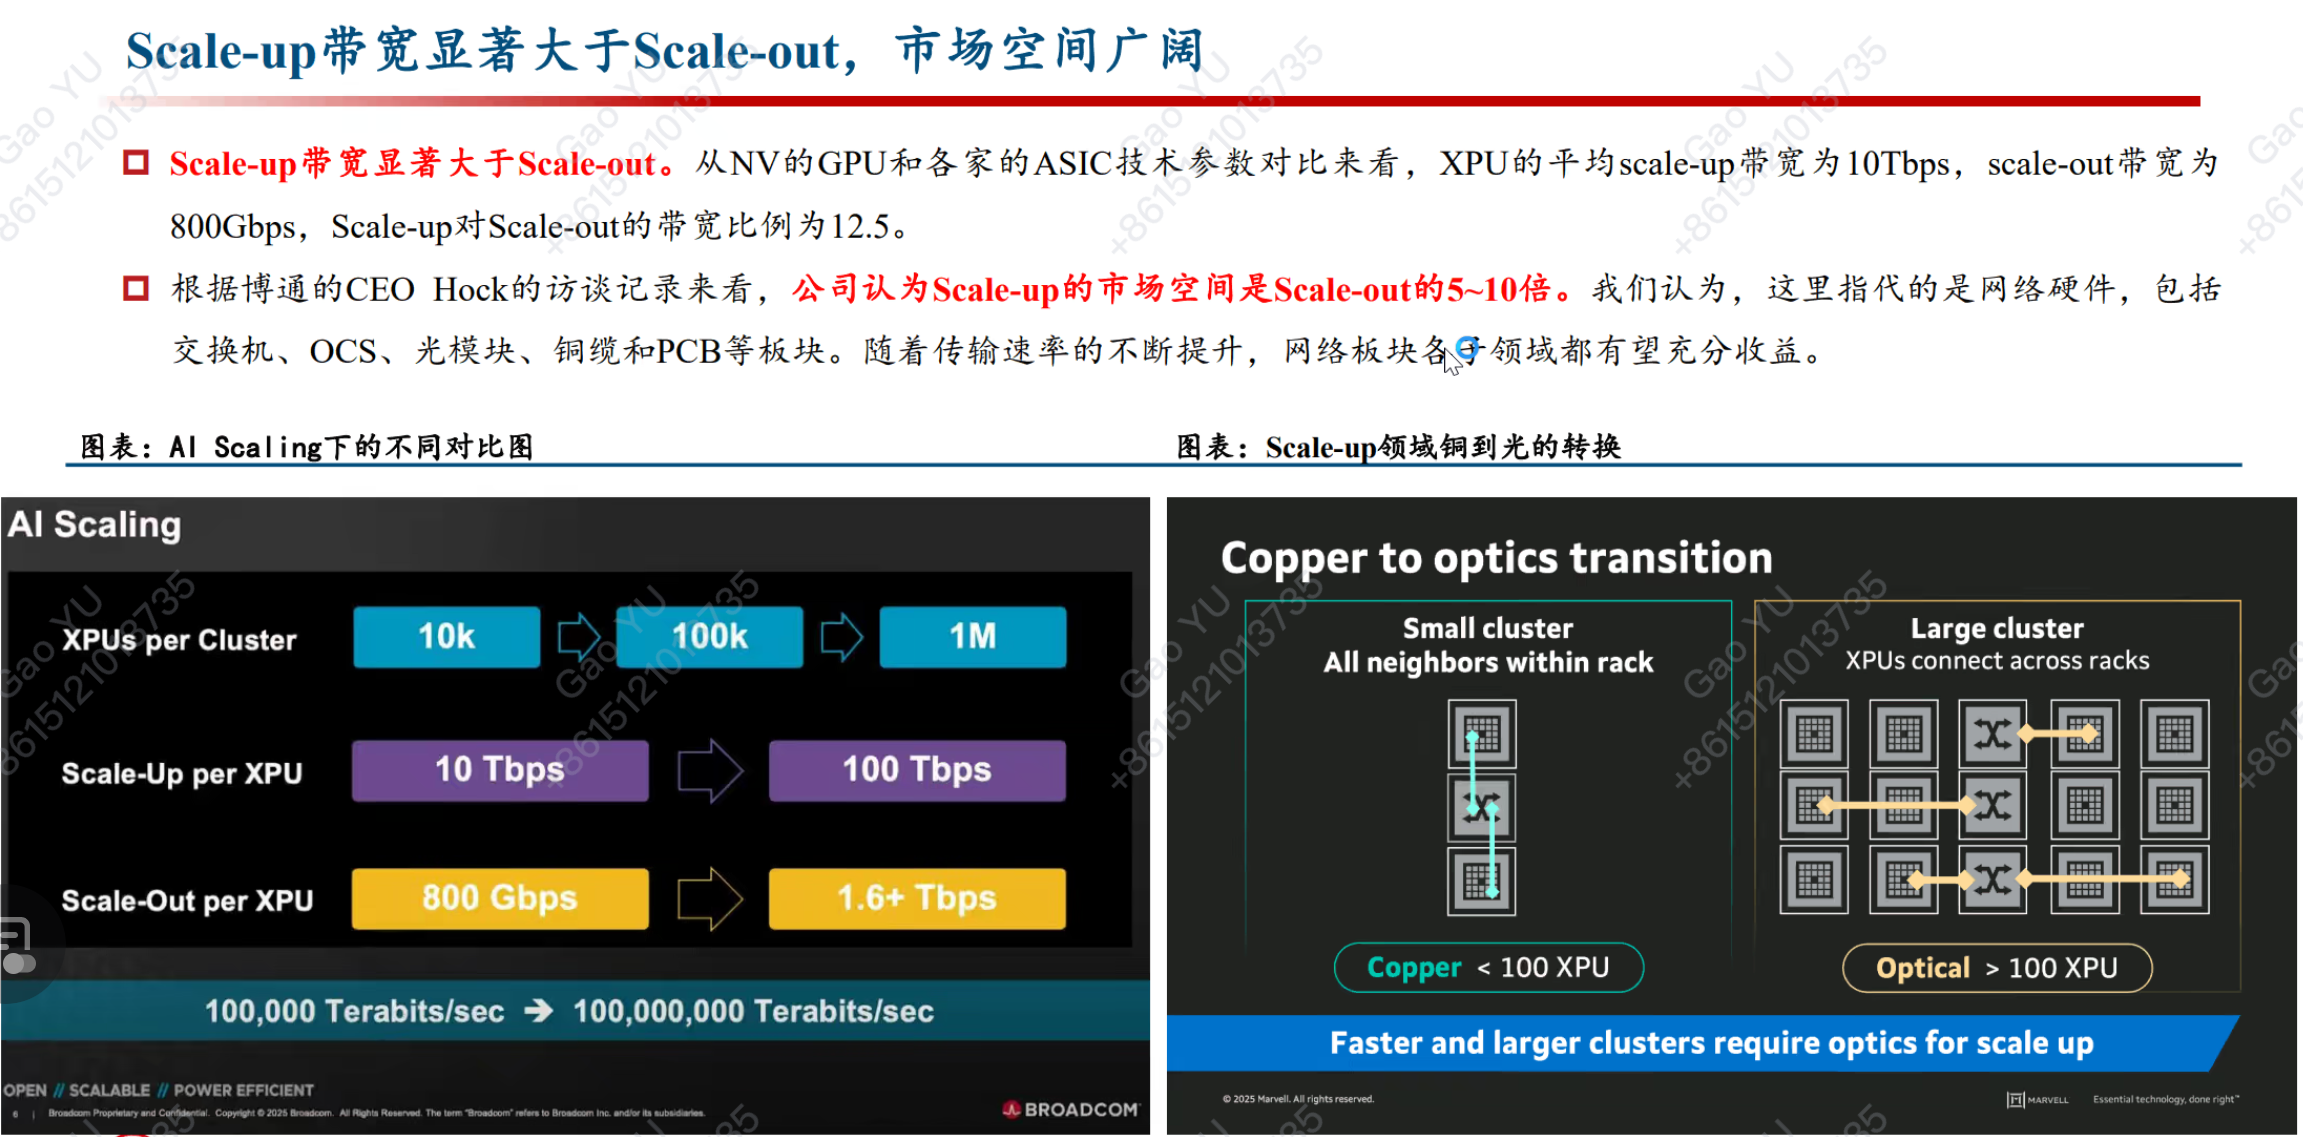 Scale-up带宽显著大于Scale-out，市场空间广阔
Scale-up带宽显著大于Scale-out。从NV的GPU和各家的ASIC技术参数对比来看，XPU的平均scale-up带宽为10Tbps，scale-out带宽为
800Gbps，Scale-up对Scale-out的带宽比例为12.5。
根据博通的CEO Hock的访谈记录来看，公司认为Scale-up的市场空间是Scale-out的5~10倍。我们认为，这里指代的是网络硬件，包括
交换机、OCS、光模块、铜缆和PCB等板块。随着传输速率的不断提升，网络板块各子领域都有望充分收益。
图表：AI Scaling下的不同对比图
图表：Scale-up领域铜到光的转换
AI Scaling
XPUs per Cluster 10k 100k 1M
Scale-Up per XPU 10 Tbps 100 Tbps
Scale-Out per XPU 800 Gbps 1.6+ Tbps
100,000 Terabits/sec ➔ 100,000,000 Terabits/sec
OPEN // SCALABLE // POWER EFFICIENT
6 | Broadcom Proprietary and Confidential. Copyright © 2025 Broadcom. All Rights Reserved. The term "Broadcom" refers to Broadcom Inc. and/or its subsidiaries.
BROADCOM
Copper to optics transition
Small cluster
All neighbors within rack
Copper < 100 XPU
Large cluster
XPUs connect across racks
Optical > 100 XPU
Faster and larger clusters require optics for scale up
© 2025 Marvell. All rights reserved.
MARVELL Essential technology, done right™
Gao YU
+8615121013735